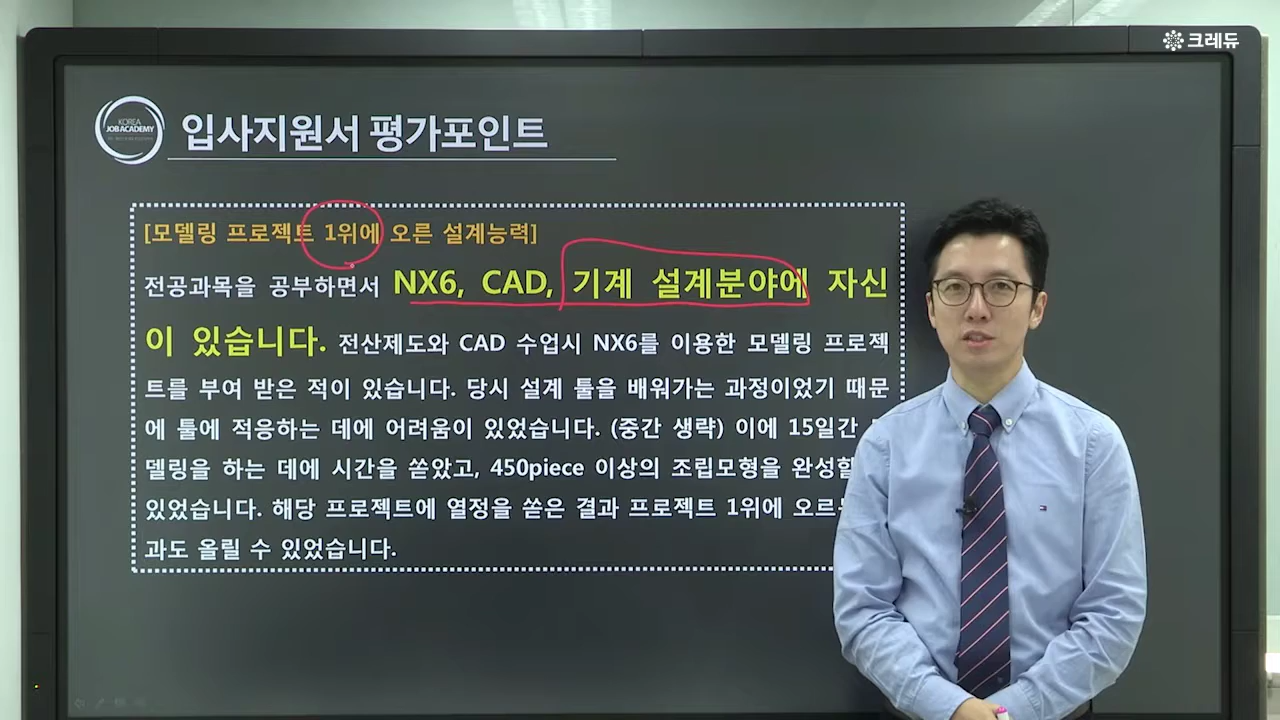 크레듀
KOREA
JOB ACADEMY
입사지원서 평가포인트
[모델링 프로젝트 1위에 오른 설계능력]
전공과목을 공부하면서 NX6, CAD, 기계 설계분야에 자신
이 있습니다. 전산제도와 CAD 수업시 NX6를 이용한 모델링 프로젝
트를 부여 받은 적이 있습니다. 당시 설계 툴을 배워가는 과정이었기 때문
에 툴에 적응하는 데에 어려움이 있었습니다. (중간 생략) 이에 15일간
델링을 하는 데에 시간을 쏟았고, 450piece 이상의 조립모형을 완성할
있었습니다. 해당 프로젝트에 열정을 쏟은 결과 프로젝트 1위에 오르
과도 올릴 수 있었습니다.